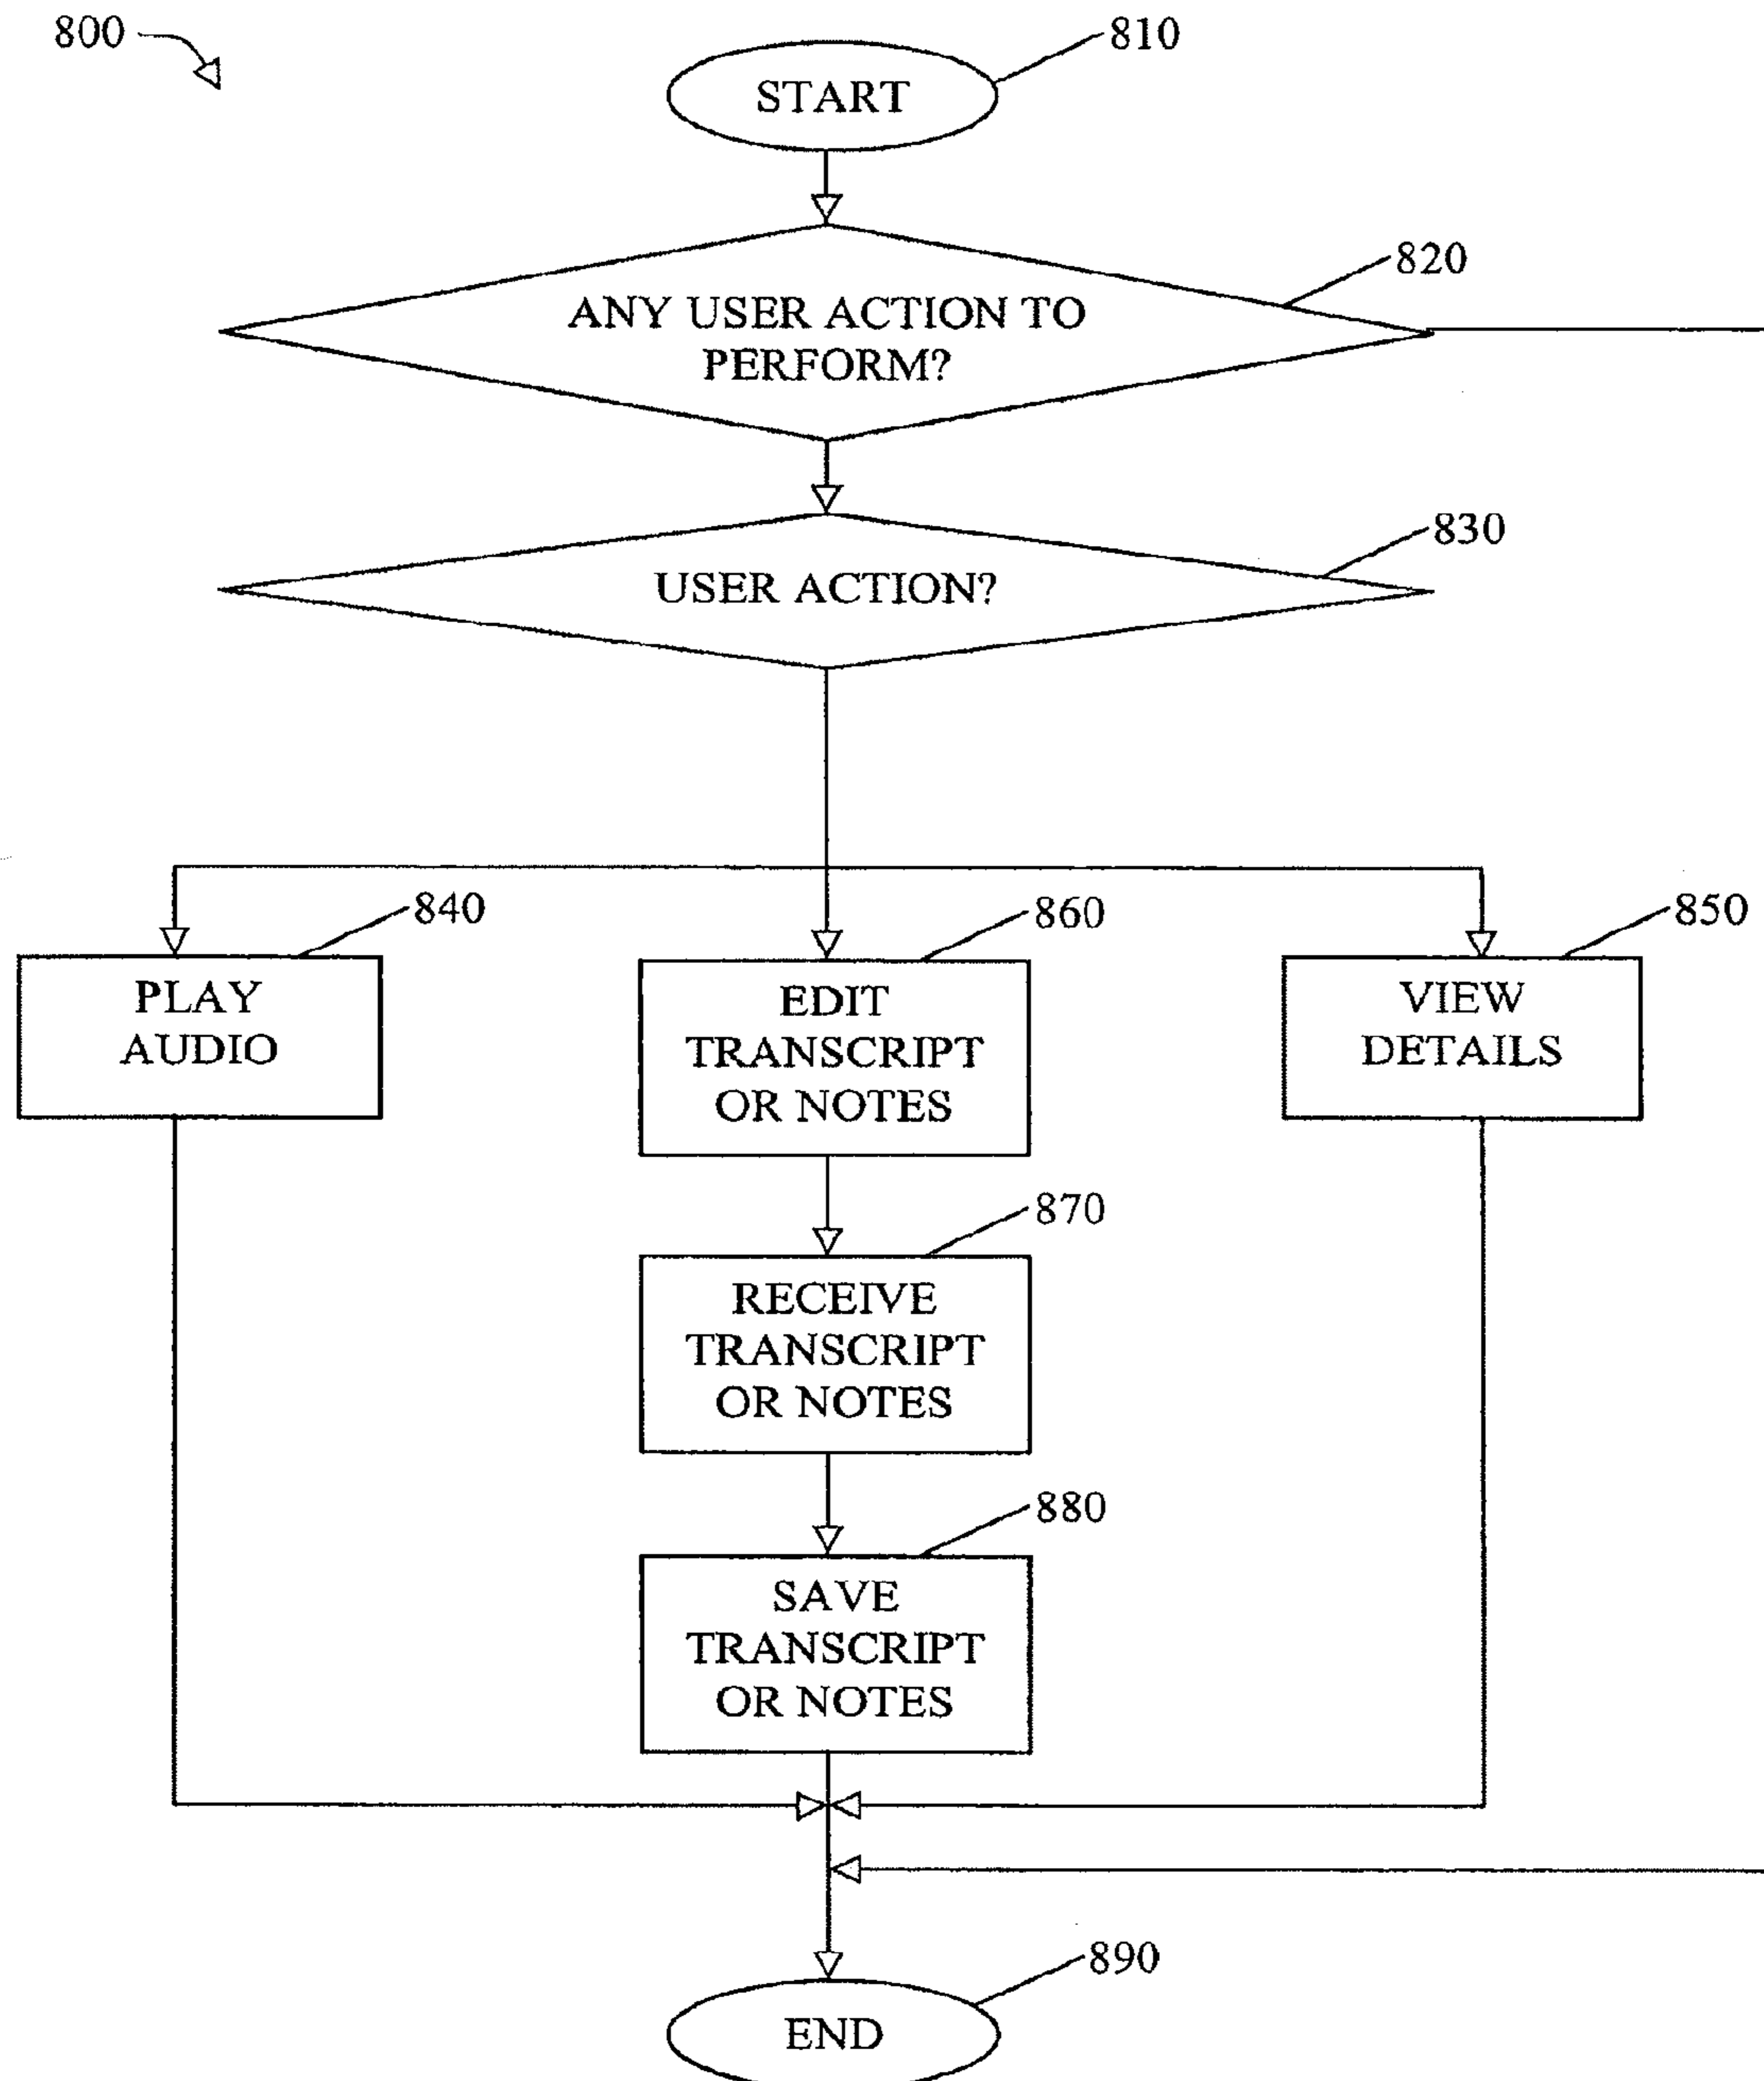 800
810
START
820
ANY USER ACTION TO
PERFORM?
830
USER ACTION?
840
PLAY
AUDIO
860
EDIT
TRANSCRIPT
OR NOTES
850
VIEW
DETAILS
870
RECEIVE
TRANSCRIPT
OR NOTES
880
SAVE
TRANSCRIPT
OR NOTES
890
END